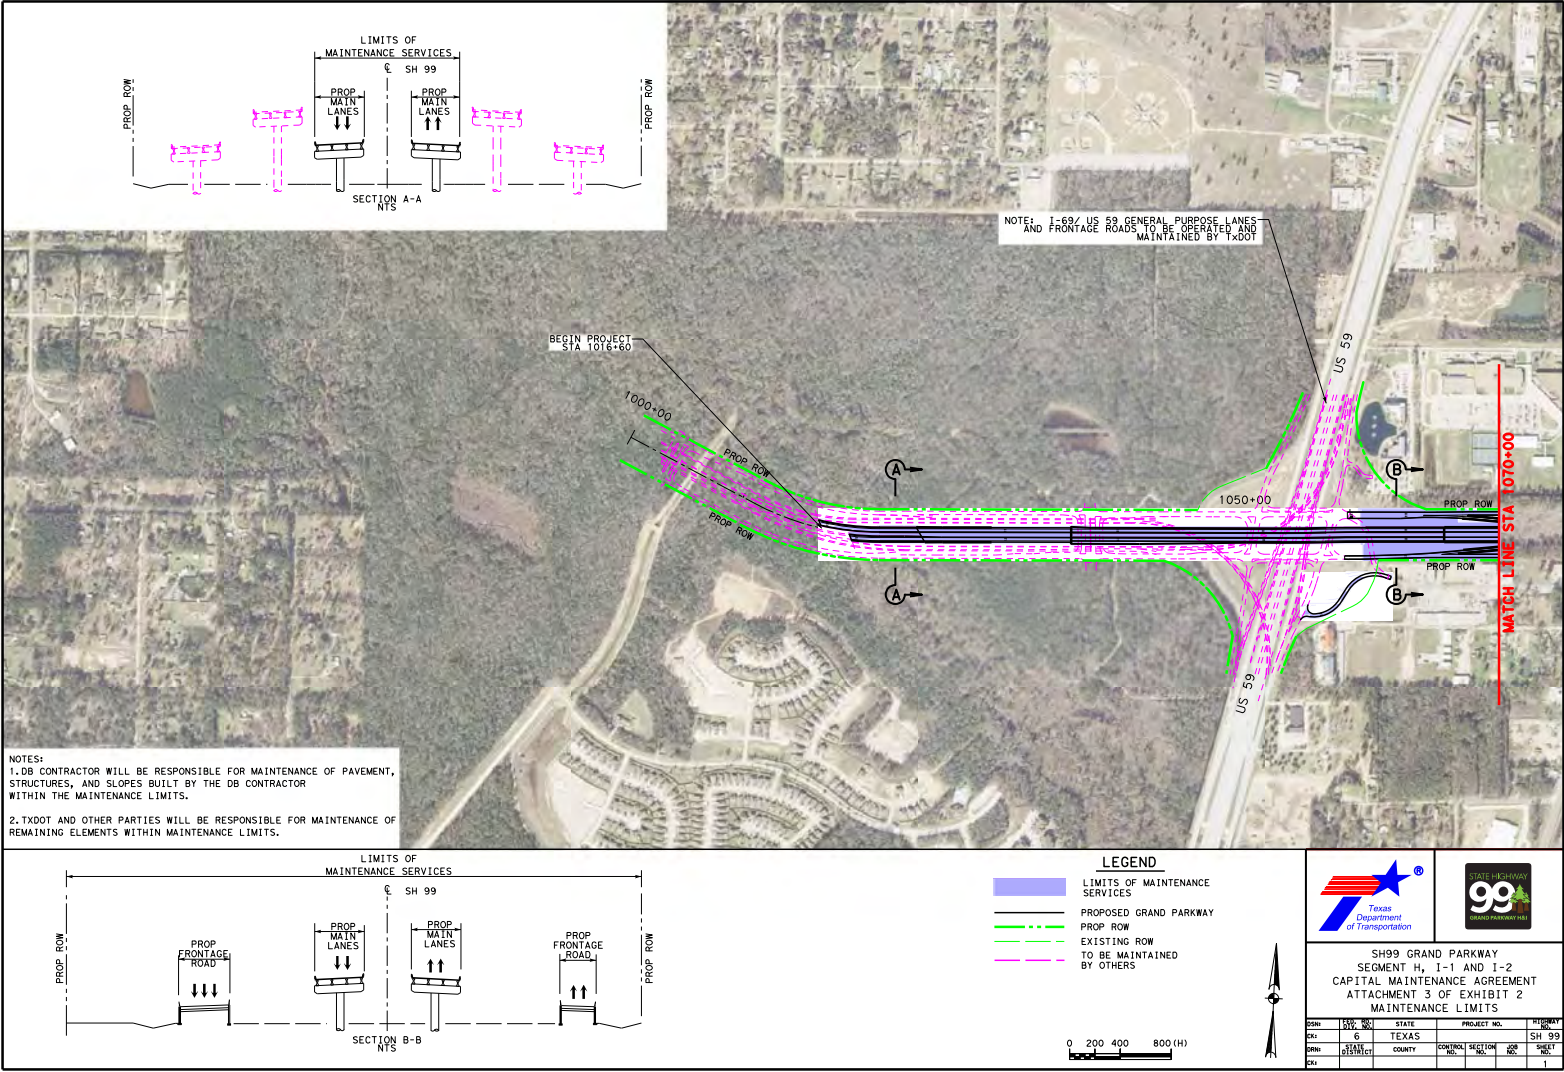 LIMITS OF
MAINTENANCE SERVICES
℄ SH 99
PROP ROW
PROP
MAIN
LANES
PROP
MAIN
LANES
PROP ROW
SECTION A-A
NTS
NOTE: I-69/ US 59 GENERAL PURPOSE LANES
AND FRONTAGE ROADS TO BE OPERATED AND
MAINTAINED BY TxDOT
BEGIN PROJECT
STA 1016+60
US 59
1000+00
PROP ROW
PROP ROW
A
B
1050+00
PROP ROW
PROP ROW
A
B
MATCH LINE STA 1070+00
US 59
NOTES:
1.DB CONTRACTOR WILL BE RESPONSIBLE FOR MAINTENANCE OF PAVEMENT,
STRUCTURES, AND SLOPES BUILT BY THE DB CONTRACTOR
WITHIN THE MAINTENANCE LIMITS.
2.TXDOT AND OTHER PARTIES WILL BE RESPONSIBLE FOR MAINTENANCE OF
REMAINING ELEMENTS WITHIN MAINTENANCE LIMITS.
LIMITS OF
MAINTENANCE SERVICES
℄ SH 99
PROP ROW
PROP
FRONTAGE
ROAD
PROP
MAIN
LANES
PROP
MAIN
LANES
PROP
FRONTAGE
ROAD
PROP ROW
SECTION B-B
NTS
LEGEND
LIMITS OF MAINTENANCE
SERVICES
PROPOSED GRAND PARKWAY
PROP ROW
EXISTING ROW
TO BE MAINTAINED
BY OTHERS
0 200 400 800(H)
®
Texas
Department
of Transportation
STATE HIGHWAY
99
GRAND PARKWAY H&I
SH99 GRAND PARKWAY
SEGMENT H, I-1 AND I-2
CAPITAL MAINTENANCE AGREEMENT
ATTACHMENT 3 OF EXHIBIT 2
MAINTENANCE LIMITS
DSN: FED. RD. DIV. NO. STATE PROJECT NO. HIGHWAY NO.
CK: 6 TEXAS SH 99
DRN: STATE DISTRICT COUNTY CONTROL NO. SECTION NO. JOB NO. SHEET NO.
CK: 1